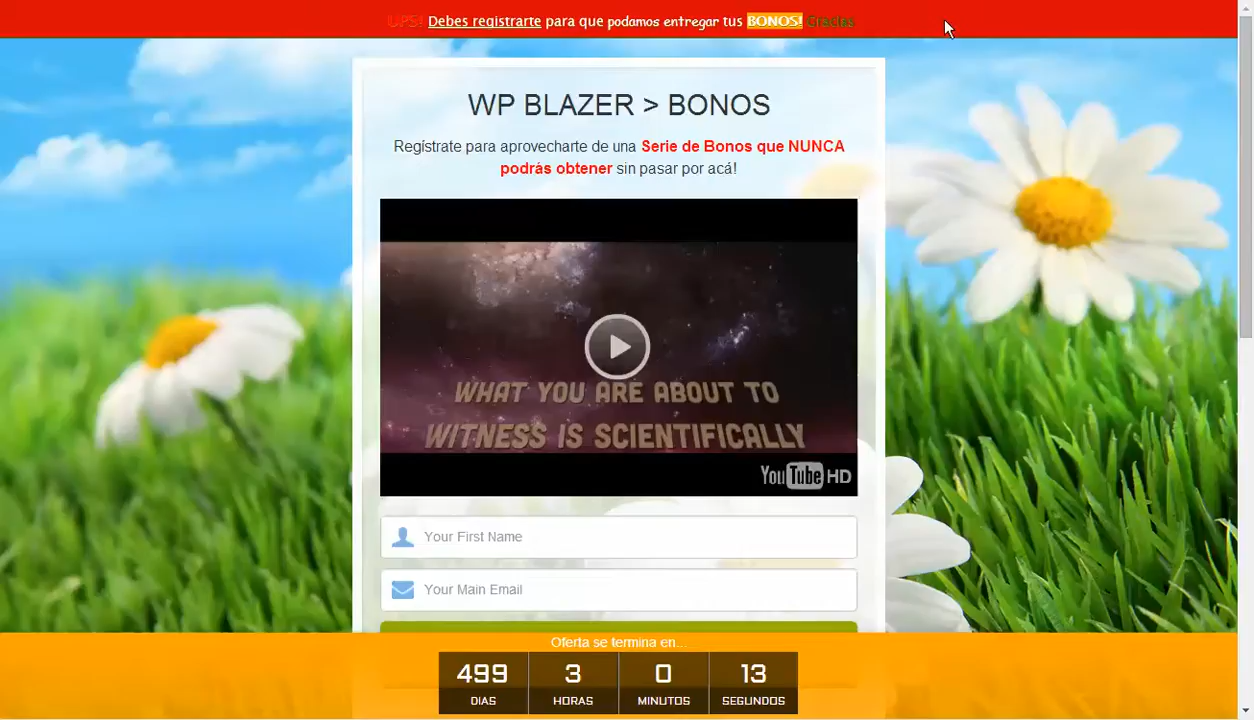 UPS! Debes registrarte para que podamos entregar tus BONOS! Gracias
WP BLAZER > BONOS
Regístrate para aprovecharte de una Serie de Bonos que NUNCA
podrás obtener sin pasar por acá!
WHAT YOU ARE ABOUT TO
WITNESS IS SCIENTIFICALLY
YouTube HD
Your First Name
Your Main Email
Oferta se termina en...
499 3 0 13
DIAS HORAS MINUTOS SEGUNDOS